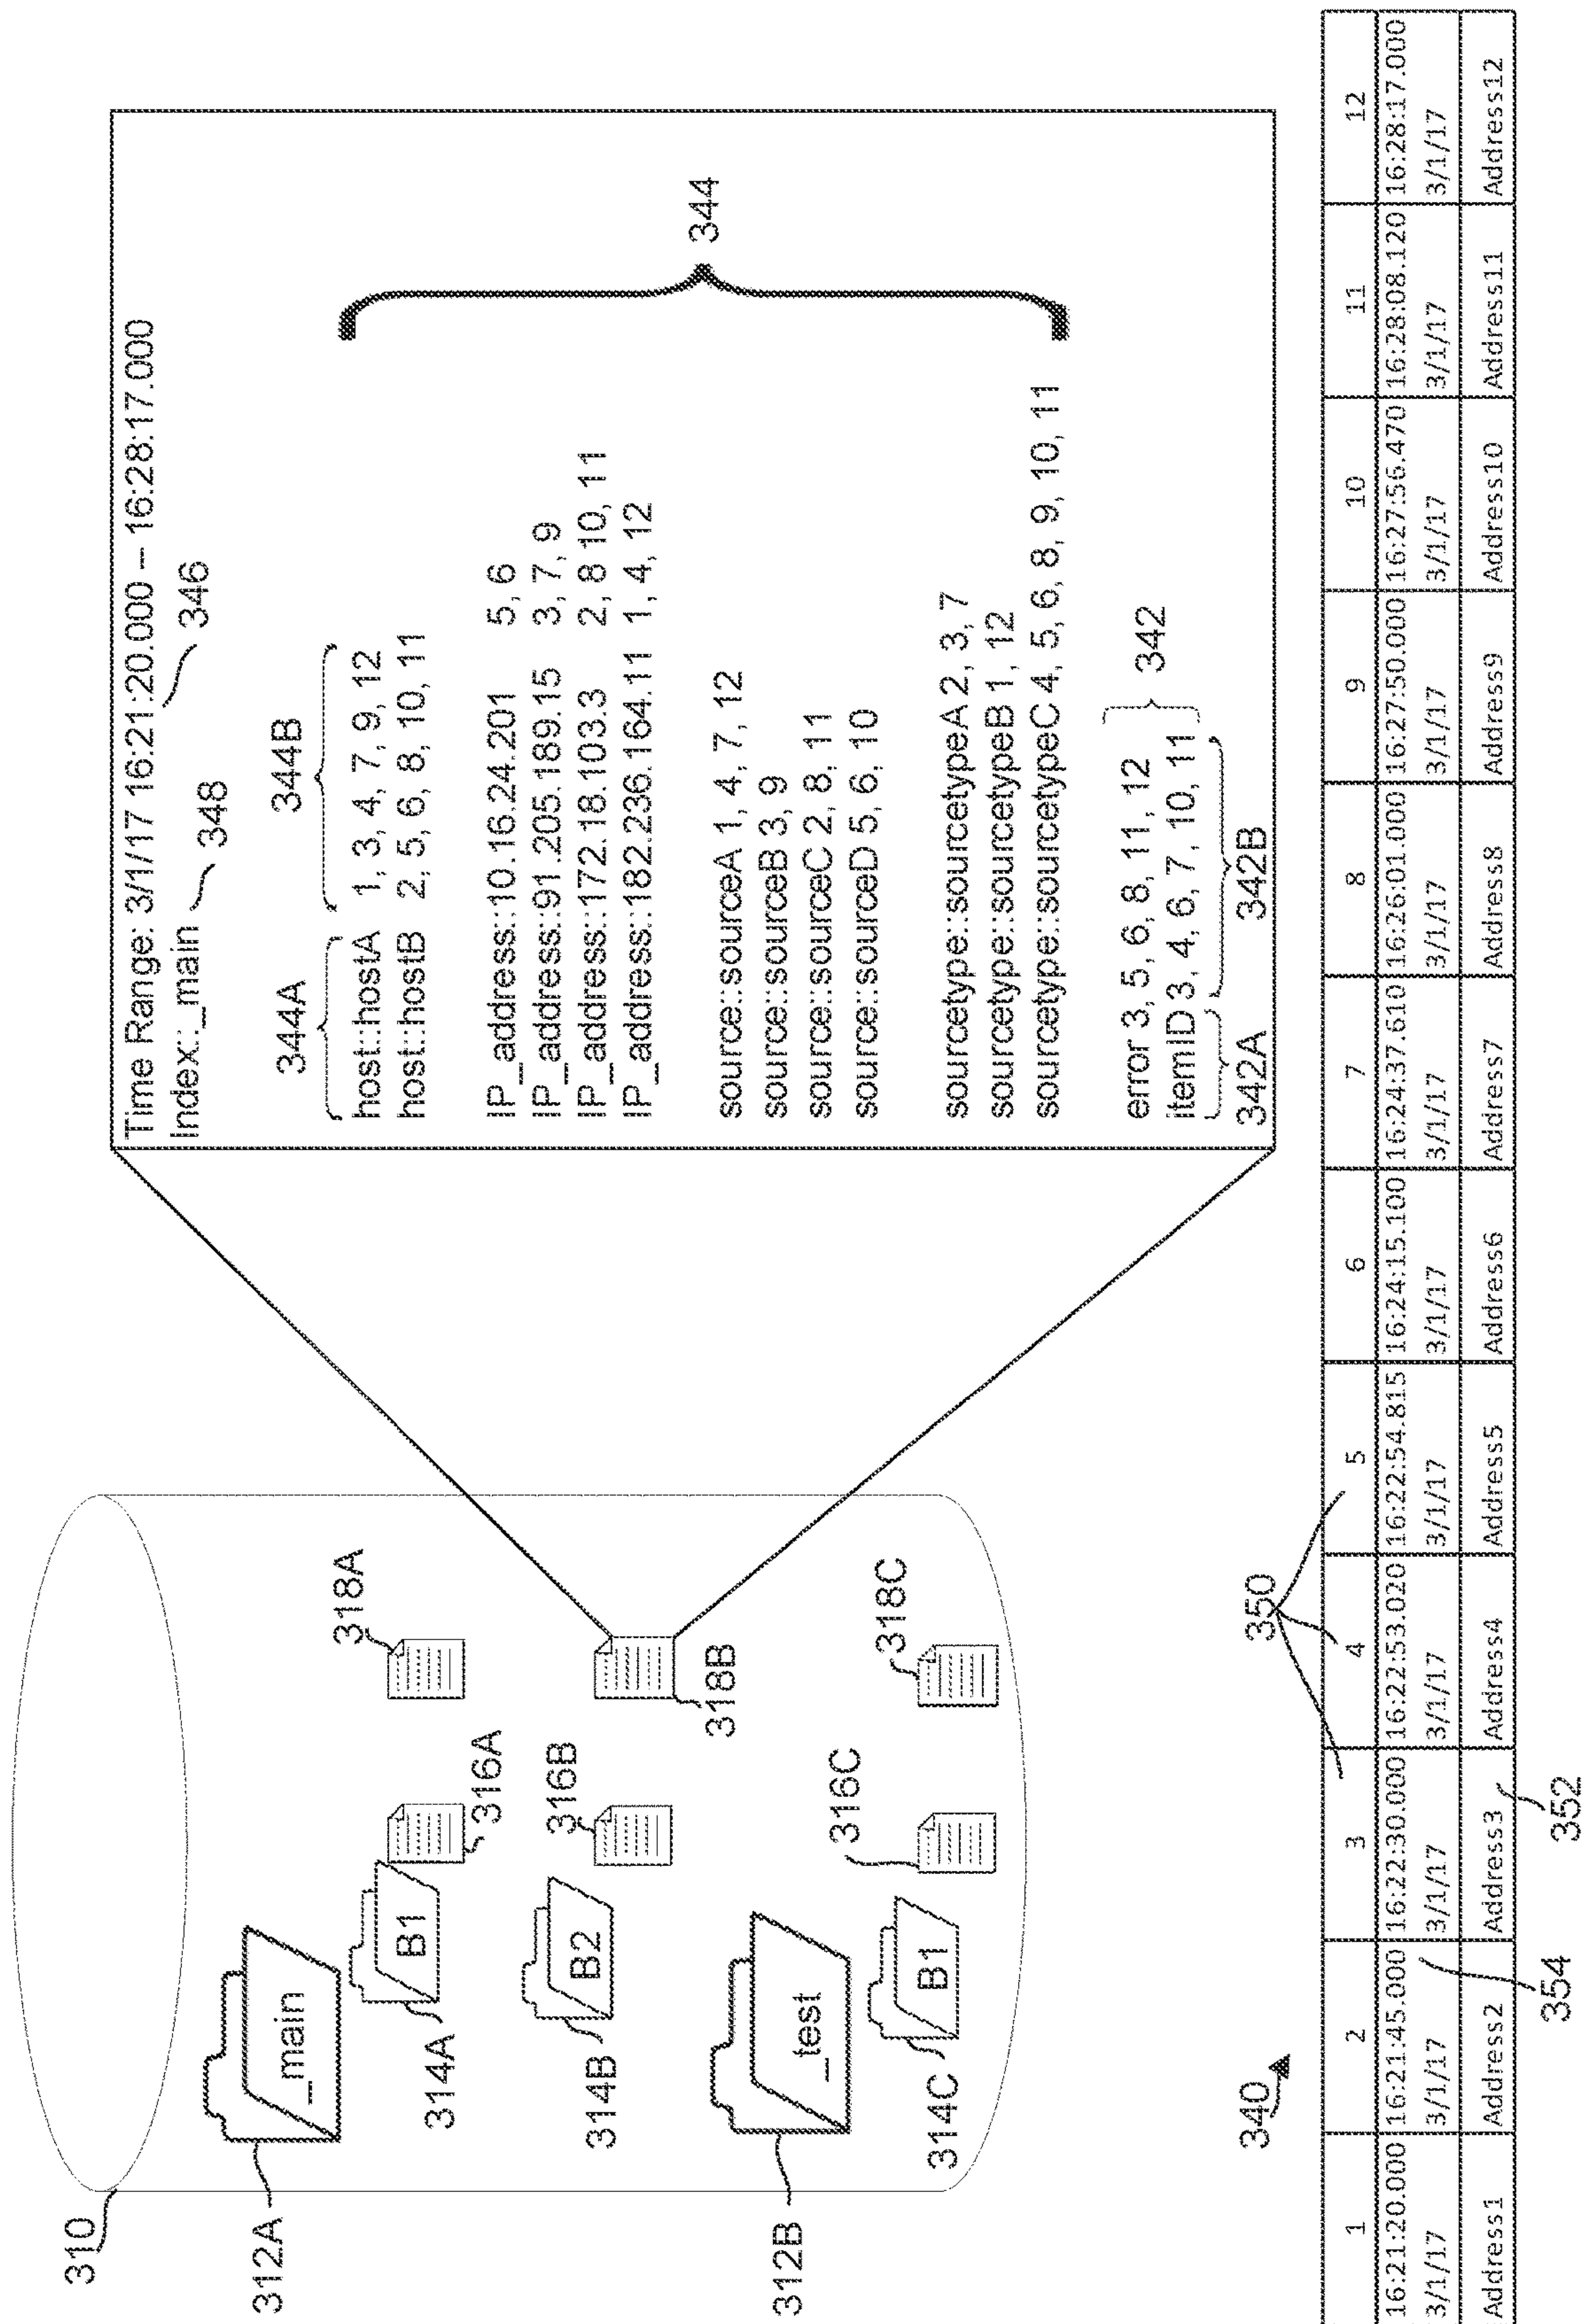 310
312A
_main
314A
B1
316A
318A
314B
B2
316B
318B
312B
_test
314C
B1
316C
318C
Time Range: 3/1/17 16:21:20.000 – 16:28:17.000
346
Index::_main
348
344A
344B
host::hostA 1, 3, 4, 7, 9, 12
host::hostB 2, 5, 6, 8, 10, 11
IP_address::10.16.24.201 5, 6
IP_address::91.205.189.15 3, 7, 9
IP_address::172.18.103.3 2, 8 10, 11
IP_address::182.236.164.11 1, 4, 12
source::sourceA 1, 4, 7, 12
source::sourceB 3, 9
source::sourceC 2, 8, 11
source::sourceD 5, 6, 10
sourcetype::sourcetypeA 2, 3, 7
sourcetype::sourcetypeB 1, 12
sourcetype::sourcetypeC 4, 5, 6, 8, 9, 10, 11
344
error 3, 5, 6, 8, 11, 12
itemID 3, 4, 6, 7, 10, 11
342
342A
342B
340
350
1 2 3 4 5 6 7 8 9 10 11 12
16:21:20.000 16:21:45.000 16:22:30.000 16:22:53.020 16:22:54.815 16:24:15.100 16:24:37.610 16:26:01.000 16:27:50.000 16:27:56.470 16:28:08.120 16:28:17.000
3/1/17 3/1/17 3/1/17 3/1/17 3/1/17 3/1/17 3/1/17 3/1/17 3/1/17 3/1/17 3/1/17 3/1/17
Address1 Address2 Address3 Address4 Address5 Address6 Address7 Address8 Address9 Address10 Address11 Address12
354
352